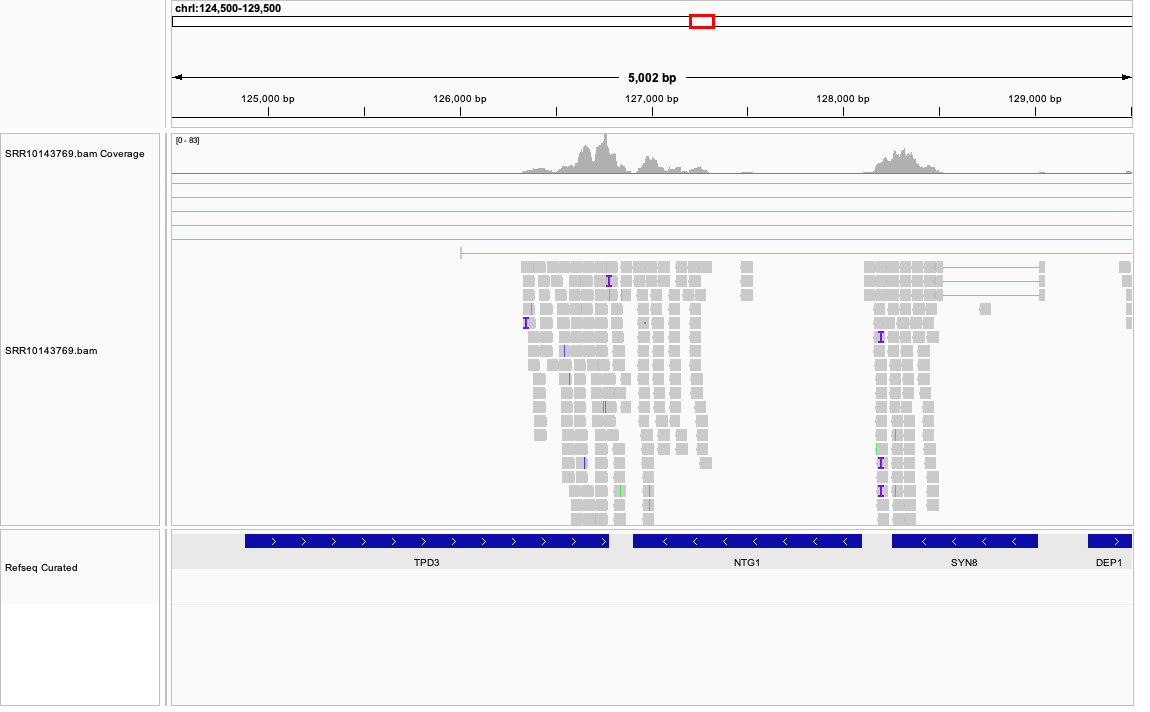 chrI:124,500-129,500
5,002 bp
125,000 bp 126,000 bp 127,000 bp 128,000 bp 129,000 bp
SRR10143769.bam Coverage
[0 - 83]
SRR10143769.bam
Refseq Curated
TPD3 NTG1 SYN8 DEP1